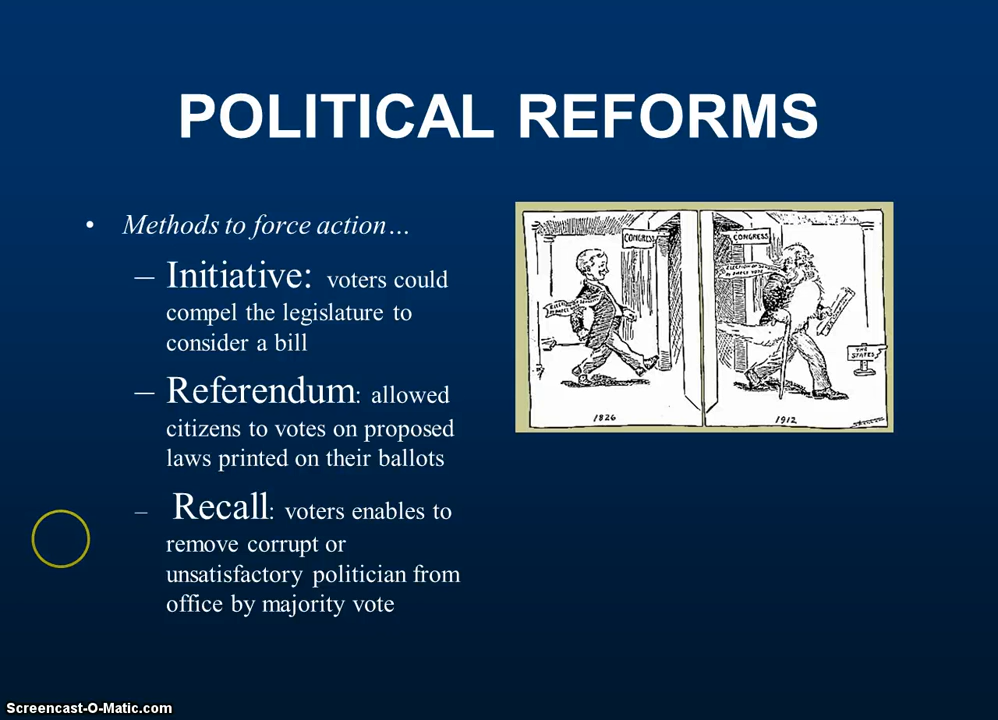 POLITICAL REFORMS
• Methods to force action…
– Initiative: voters could
compel the legislature to
consider a bill
– Referendum: allowed
citizens to votes on proposed
laws printed on their ballots
– Recall: voters enables to
remove corrupt or
unsatisfactory politician from
office by majority vote
CONGRESS
1826
CONGRESS
THE
STATES
1912
Screencast-O-Matic.com